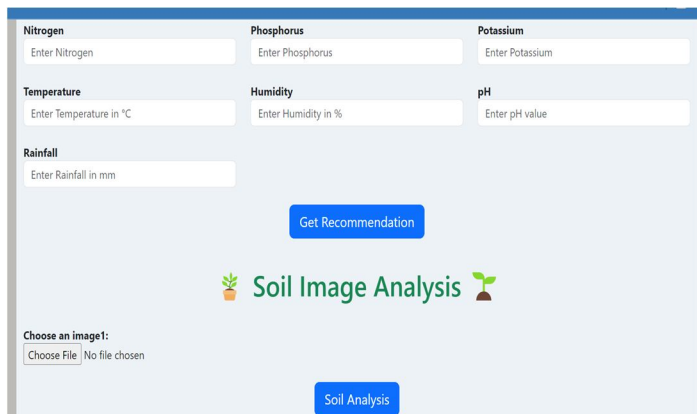 Nitrogen Phosphorus Potassium
Enter Nitrogen Enter Phosphorus Enter Potassium
Temperature Humidity pH
Enter Temperature in °C Enter Humidity in % Enter pH value
Rainfall
Enter Rainfall in mm
Get Recommendation
Soil Image Analysis
Choose an image1:
Choose File No file chosen
Soil Analysis